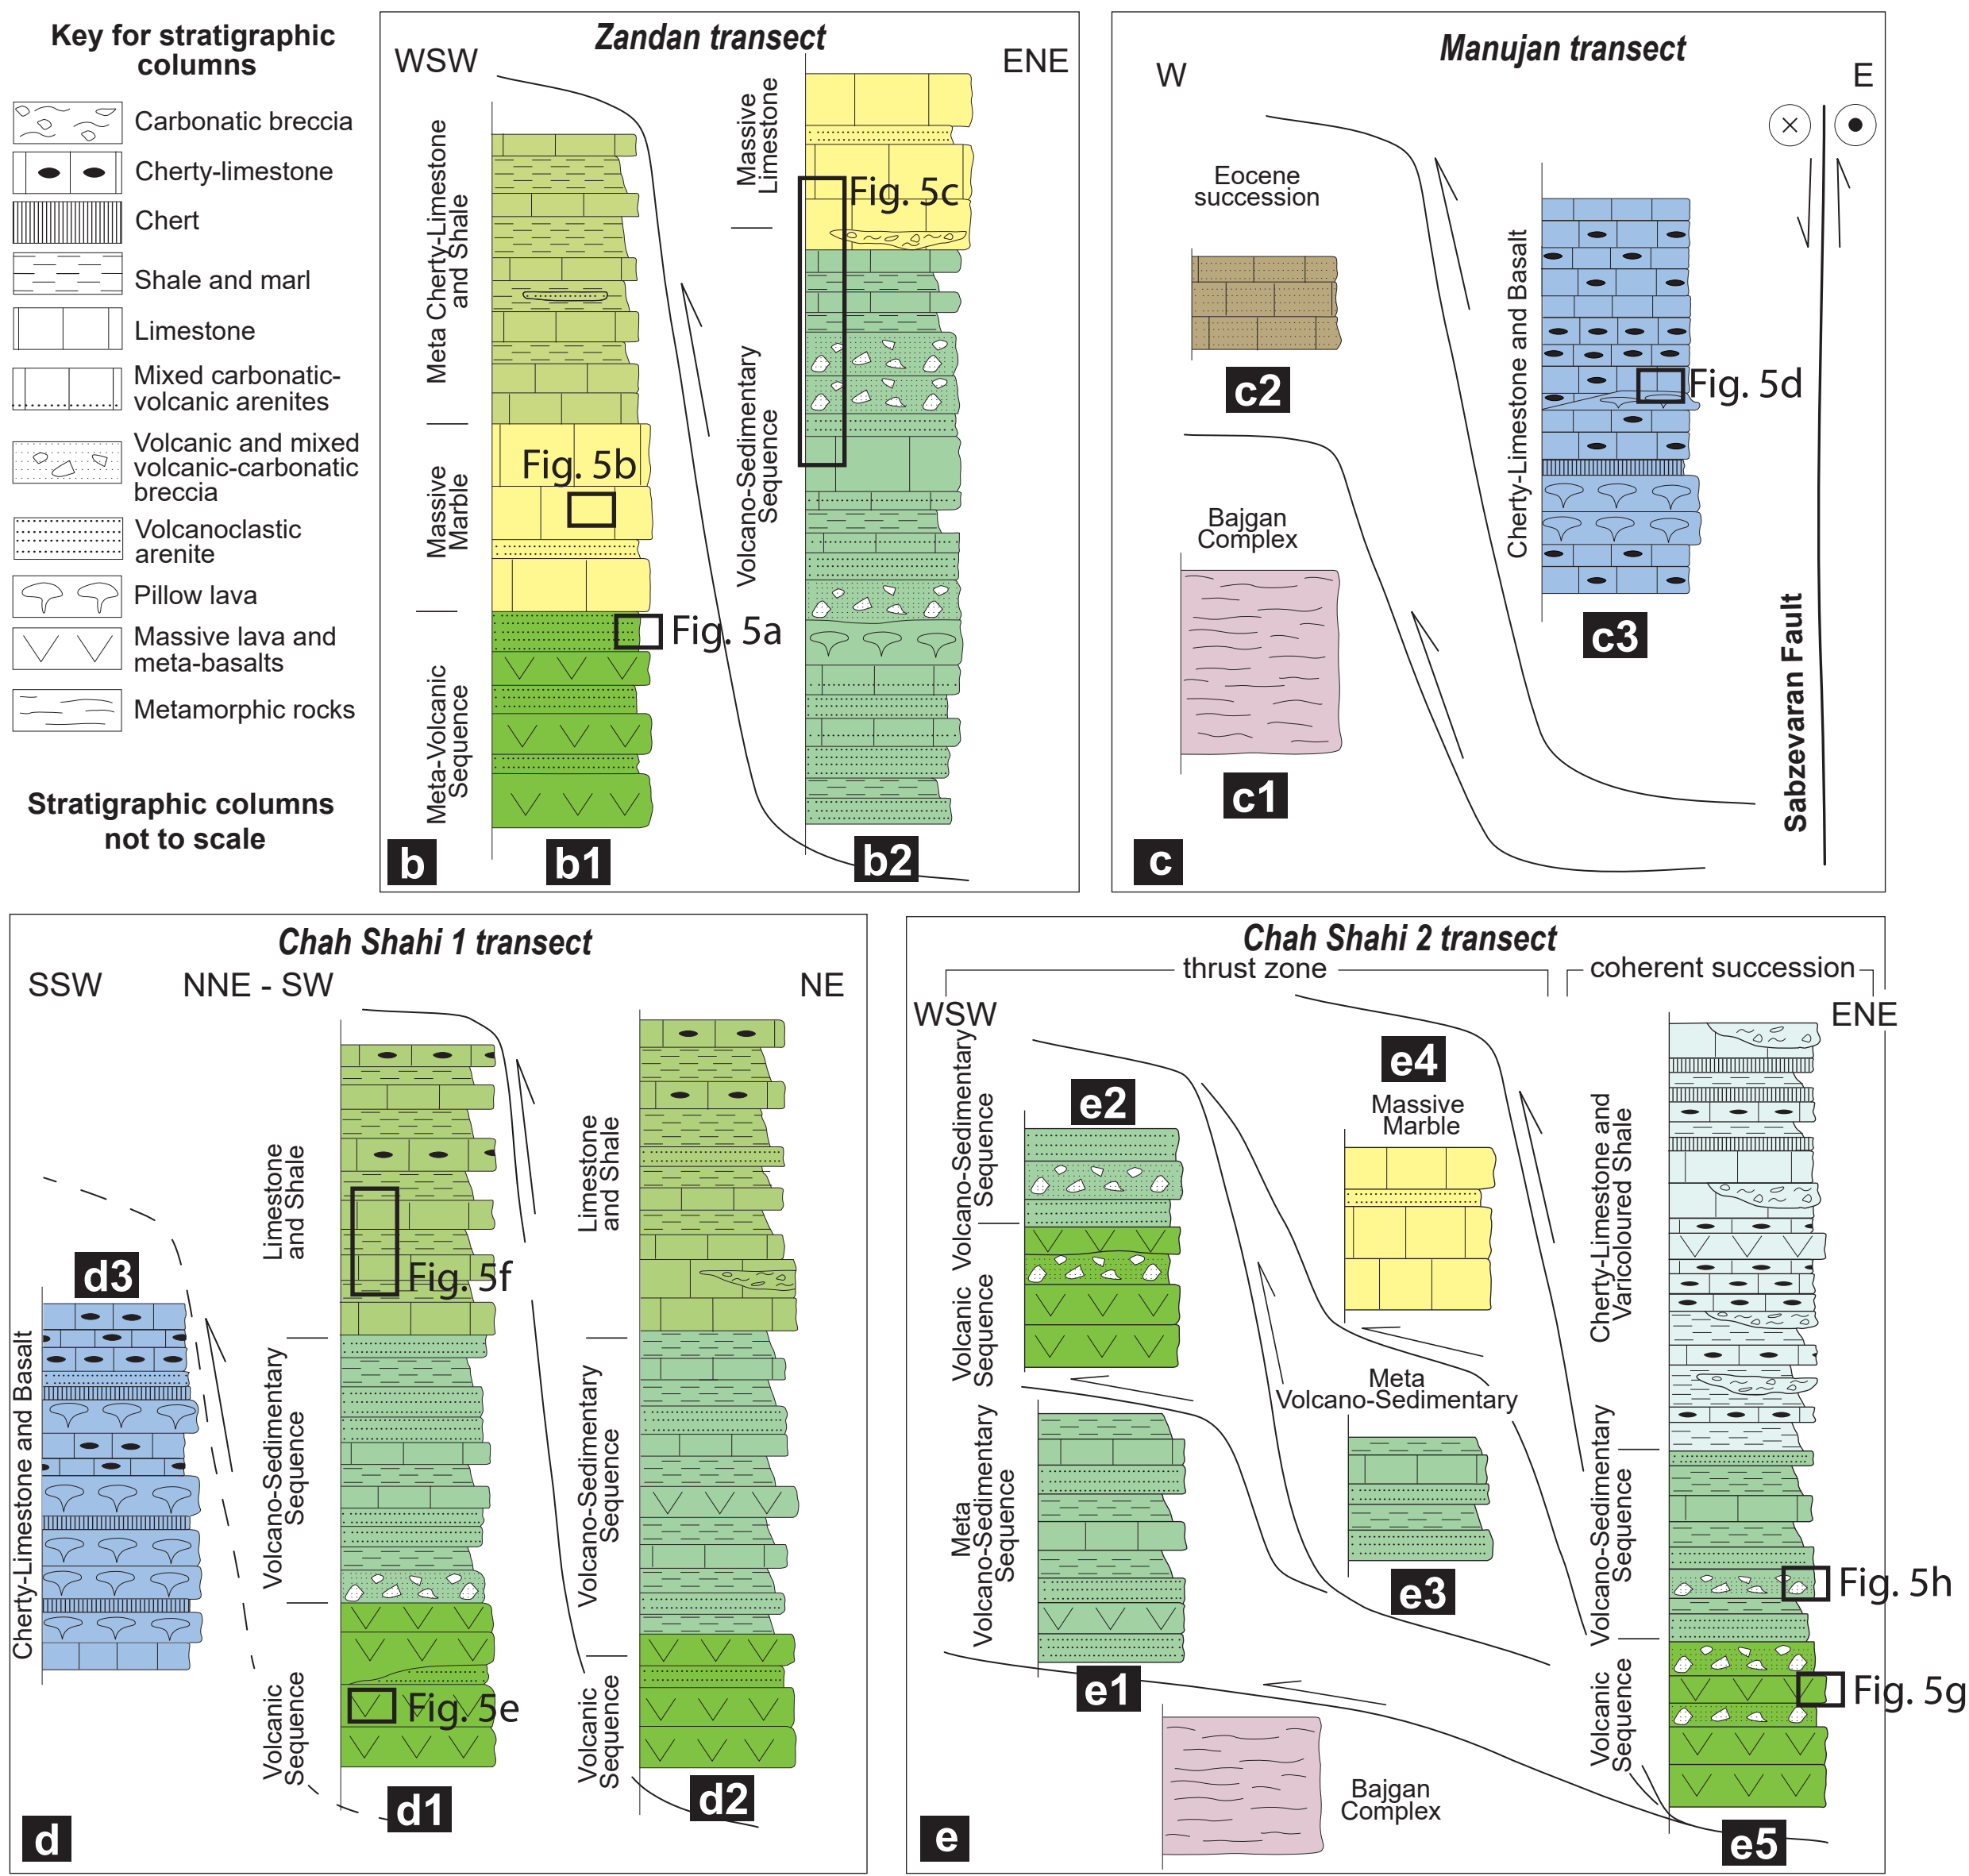 Key for stratigraphic
columns
Carbonatic breccia
Cherty-limestone
Chert
Shale and marl
Limestone
Mixed carbonatic-
volcanic arenites
Volcanic and mixed
volcanic-carbonatic
breccia
Volcanoclastic
arenite
Pillow lava
Massive lava and
meta-basalts
Metamorphic rocks
Stratigraphic columns
not to scale
Zandan transect
WSW
ENE
Meta Cherty-Limestone
and Shale
Massive
Marble
Meta-Volcanic
Sequence
Fig. 5b
Fig. 5a
b1
Massive
Limestone
Volcano-Sedimentary
Sequence
Fig. 5c
b2
b
Manujan transect
W
E
Eocene
succession
c2
Bajgan
Complex
c1
Cherty-Limestone and Basalt
Fig. 5d
c3
Sabzevaran Fault
c
Chah Shahi 1 transect
SSW
NNE - SW
NE
d3
Cherty-Limestone and Basalt
Limestone
and Shale
Volcano-Sedimentary
Sequence
Volcanic
Sequence
Fig. 5f
Fig. 5e
d1
Limestone
and Shale
Volcano-Sedimentary
Sequence
Volcanic
Sequence
d2
d
Chah Shahi 2 transect
thrust zone
coherent succession
WSW
ENE
Volcano-Sedimentary
Sequence
Volcanic
Sequence
e2
Meta
Volcano-Sedimentary
Sequence
e1
e4
Massive
Marble
Meta
Volcano-Sedimentary
e3
Bajgan
Complex
Cherty-Limestone and
Varicoloured Shale
Volcano-Sedimentary
Sequence
Volcanic
Sequence
Fig. 5h
Fig. 5g
e5
e